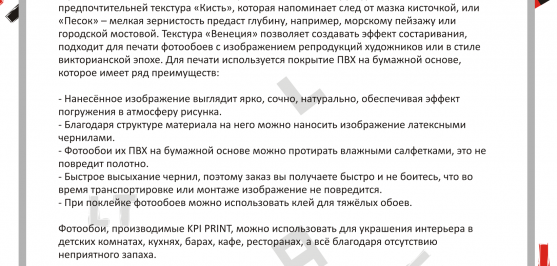 предпочтительней текстура «Кисть», которая напоминает след от мазка кисточкой, или
«Песок» – мелкая зернистость предаст глубину, например, морскому пейзажу или
городской мостовой. Текстура «Венеция» позволяет создавать эффект состаривания,
подходит для печати фотообоев с изображением репродукций художников или в стиле
викторианской эпохе. Для печати используется покрытие ПВХ на бумажной основе,
которое имеет ряд преимуществ:
- Нанесённое изображение выглядит ярко, сочно, натурально, обеспечивая эффект
погружения в атмосферу рисунка.
- Благодаря структуре материала на него можно наносить изображение латексными
чернилами.
- Фотообои их ПВХ на бумажной основе можно протирать влажными салфетками, это не
повредит полотно.
- Быстрое высыхание чернил, поэтому заказ вы получаете быстро и не боитесь, что во
время транспортировке или монтаже изображение не повредится.
- При поклейке фотообоев можно использовать клей для тяжёлых обоев.
Фотообои, производимые KPI PRINT, можно использовать для украшения интерьера в
детских комнатах, кухнях, барах, кафе, ресторанах, а всё благодаря отсутствию
неприятного запаха.